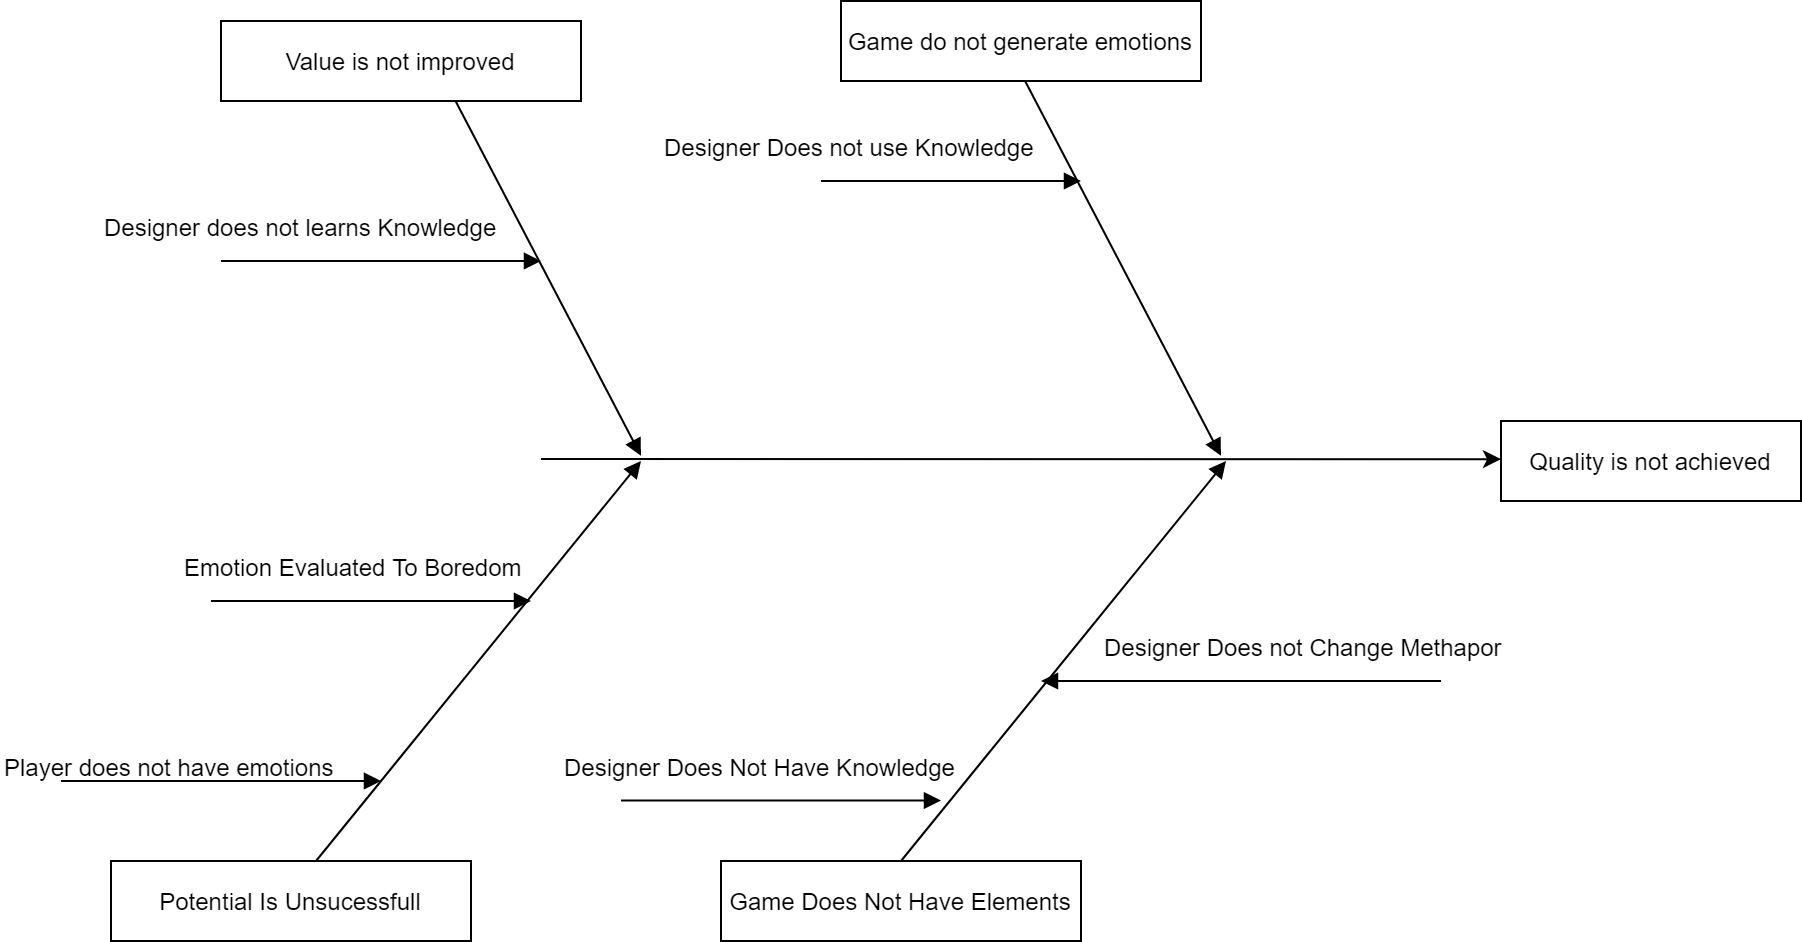 Value is not improved
Game do not generate emotions
Designer Does not use Knowledge
Designer does not learns Knowledge
Quality is not achieved
Emotion Evaluated To Boredom
Designer Does not Change Methapor
Player does not have emotions
Designer Does Not Have Knowledge
Potential Is Unsucessfull
Game Does Not Have Elements